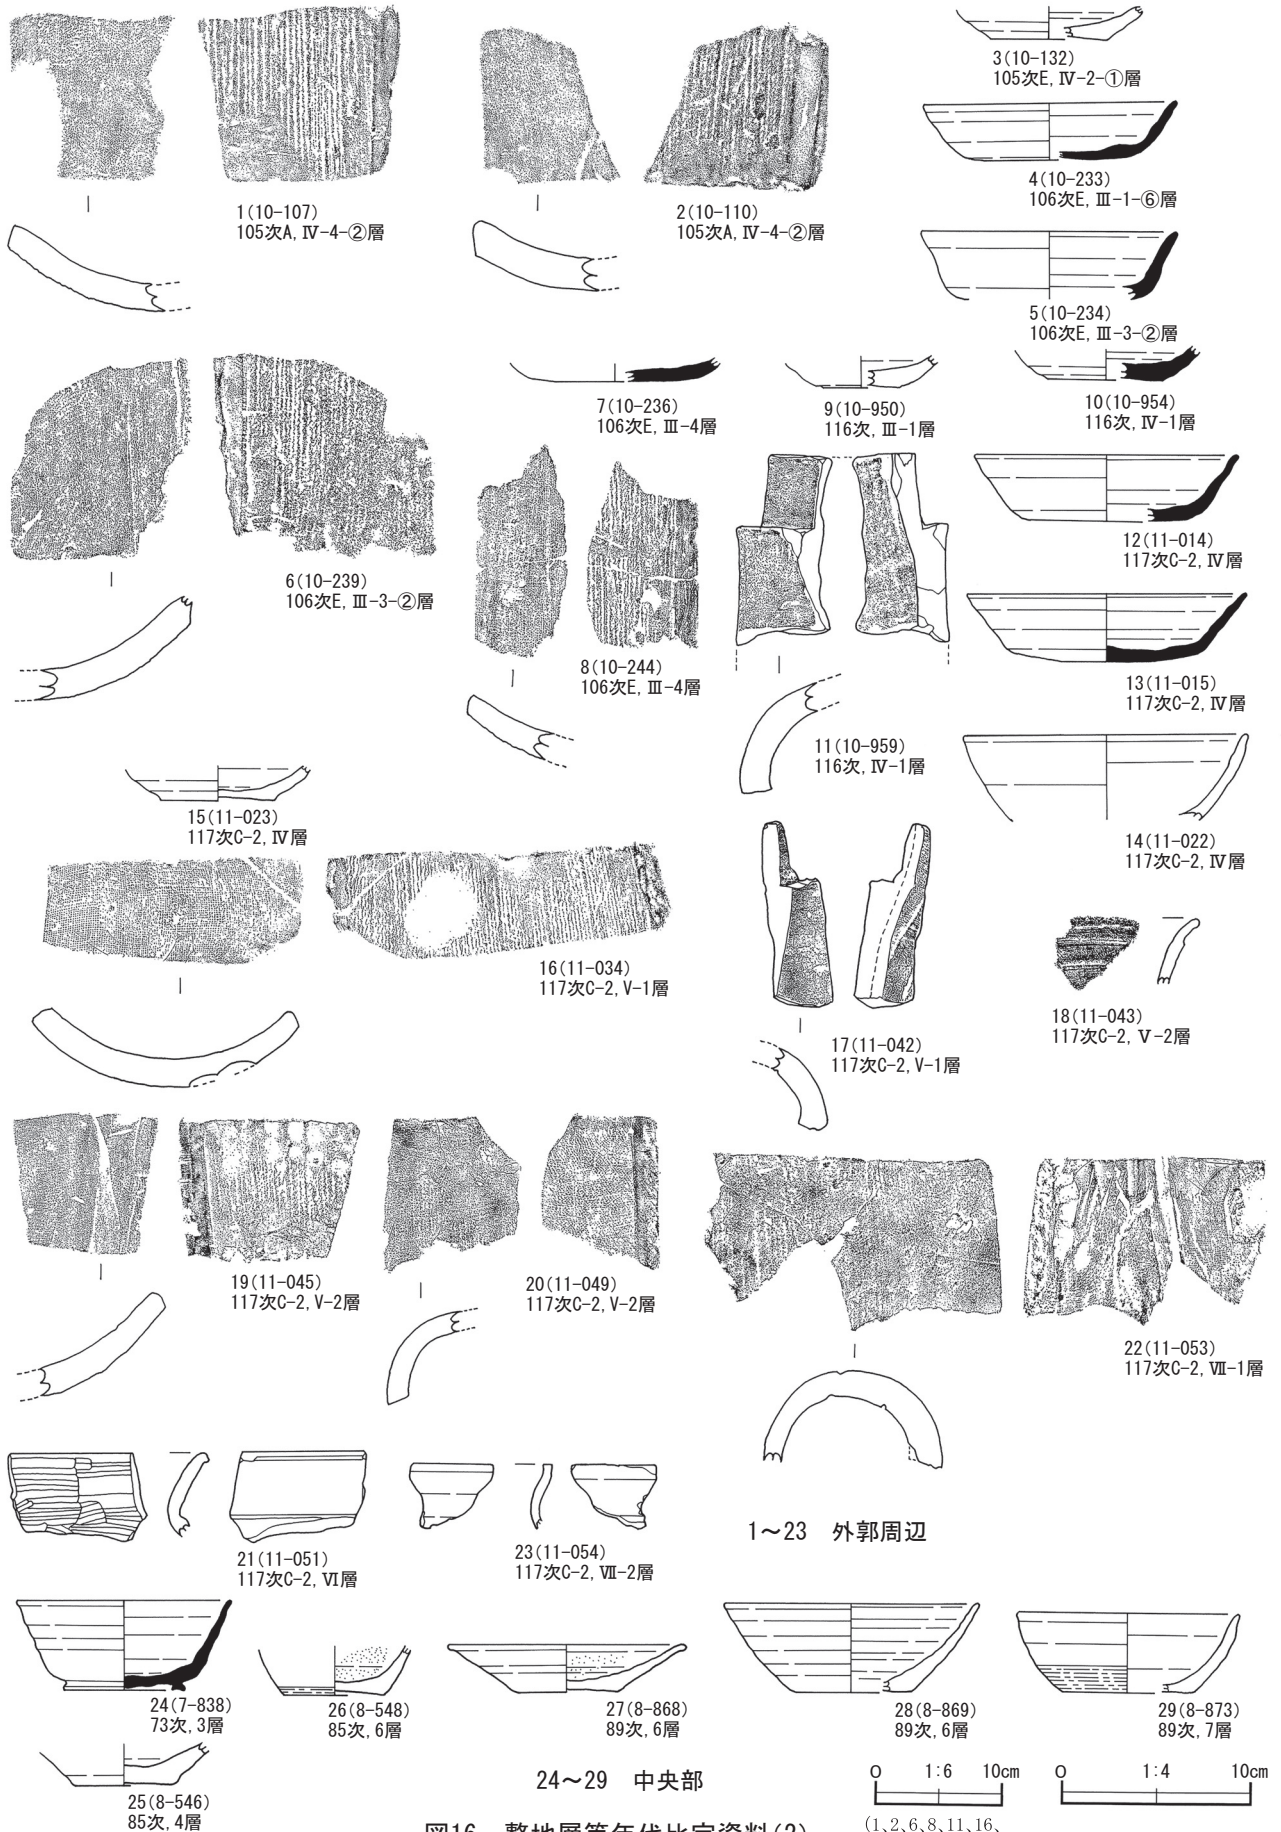 1(10-107)
105次A, Ⅳ-4-②層
2(10-110)
105次A, Ⅳ-4-②層
3(10-132)
105次E, Ⅳ-2-①層
4(10-233)
106次E, Ⅲ-1-⑥層
5(10-234)
106次E, Ⅲ-3-②層
6(10-239)
106次E, Ⅲ-3-②層
7(10-236)
106次E, Ⅲ-4層
8(10-244)
106次E, Ⅲ-4層
9(10-950)
116次, Ⅲ-1層
10(10-954)
116次, Ⅳ-1層
11(10-959)
116次, Ⅳ-1層
12(11-014)
117次C-2, Ⅳ層
13(11-015)
117次C-2, Ⅳ層
14(11-022)
117次C-2, Ⅳ層
15(11-023)
117次C-2, Ⅳ層
16(11-034)
117次C-2, Ⅴ-1層
17(11-042)
117次C-2, Ⅴ-1層
18(11-043)
117次C-2, Ⅴ-2層
19(11-045)
117次C-2, Ⅴ-2層
20(11-049)
117次C-2, Ⅴ-2層
21(11-051)
117次C-2, Ⅵ層
22(11-053)
117次C-2, Ⅶ-1層
23(11-054)
117次C-2, Ⅶ-2層
1～23 外郭周辺
24(7-838)
73次, 3層
25(8-546)
85次, 4層
26(8-548)
85次, 6層
27(8-868)
89次, 6層
28(8-869)
89次, 6層
29(8-873)
89次, 7層
24～29 中央部
0 1:6 10cm
0 1:4 10cm
(1、2、6、8、11、16、
図16 整地層等年代比定資料(2)